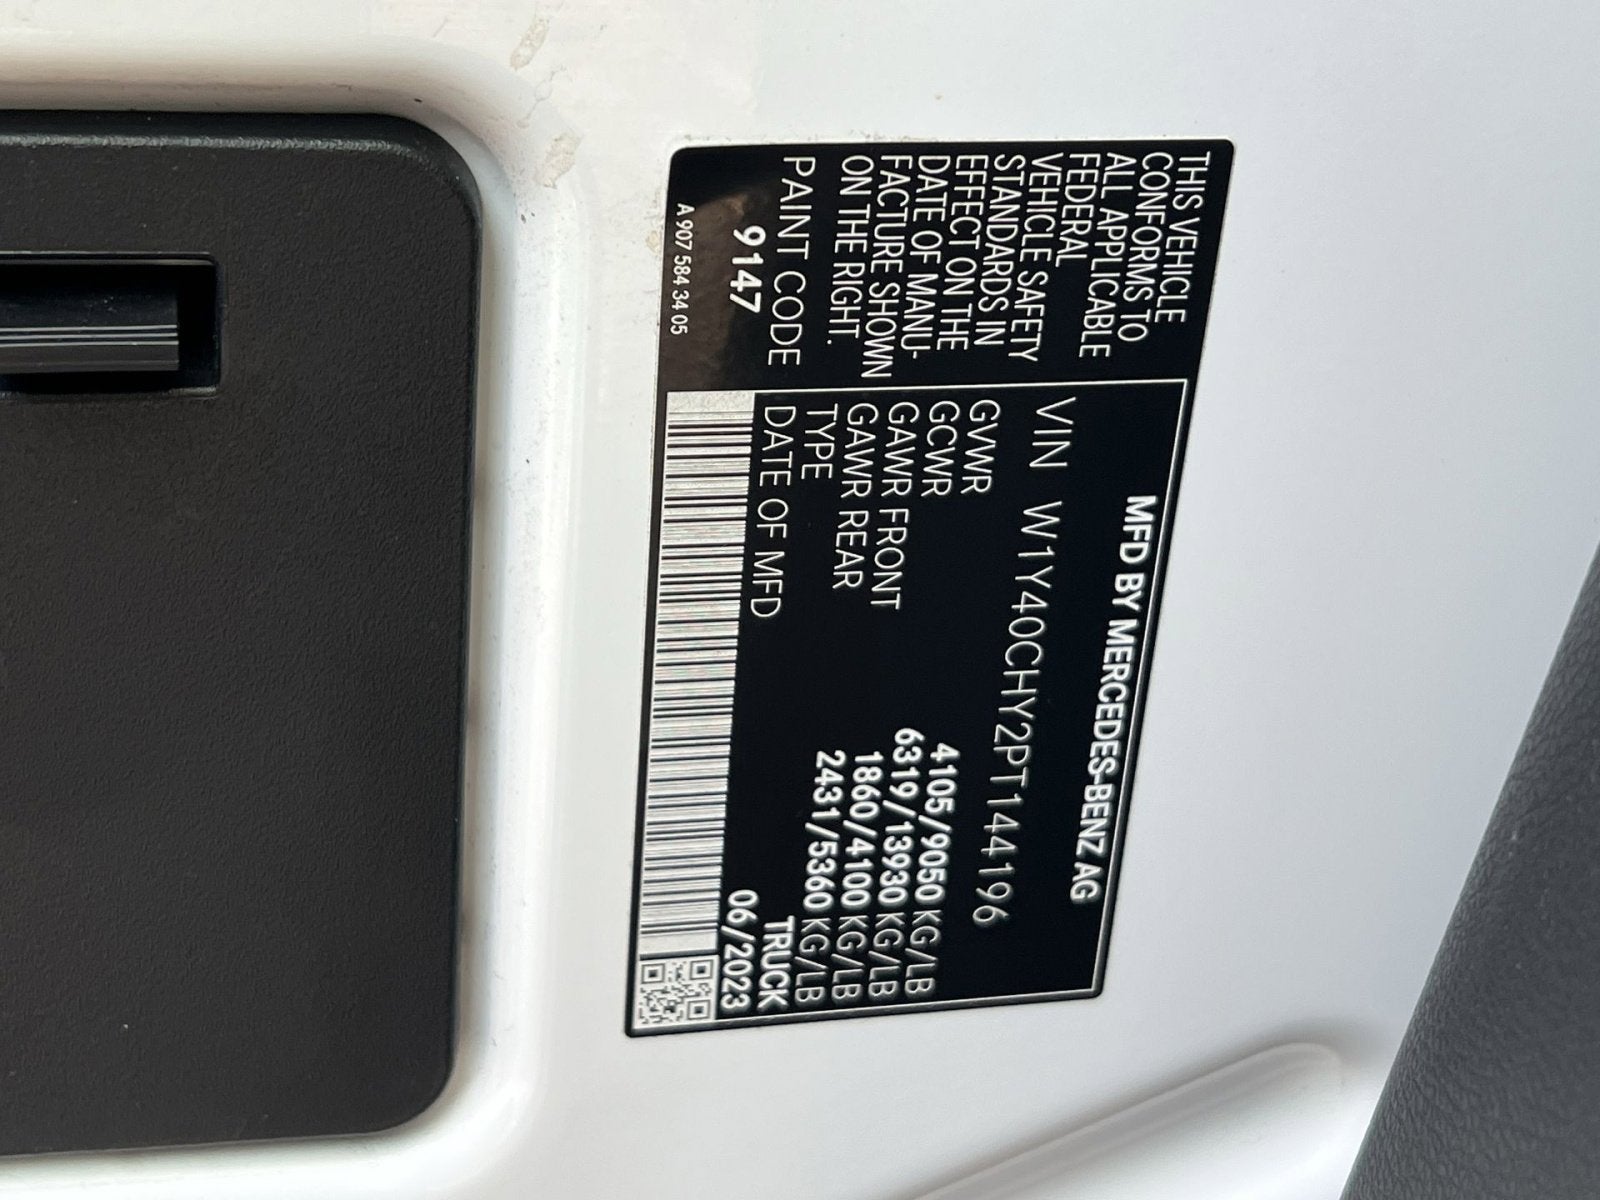 THIS VEHICLE
CONFORMS TO
ALL APPLICABLE
FEDERAL
VEHICLE SAFETY
STANDARDS IN
EFFECT ON THE
DATE OF MANU-
FACTURE SHOWN
ON THE RIGHT.
PAINT CODE
9147
A 907 584 34 05
MFD BY MERCEDES-BENZ AG
VIN W1Y40CHY2PT144196
GVWR 4105/9050 KG/LB
GCWR 6319/13930 KG/LB
GAWR FRONT 1860/4100 KG/LB
GAWR REAR 2431/5360 KG/LB
TYPE TRUCK
DATE OF MFD 06/2023